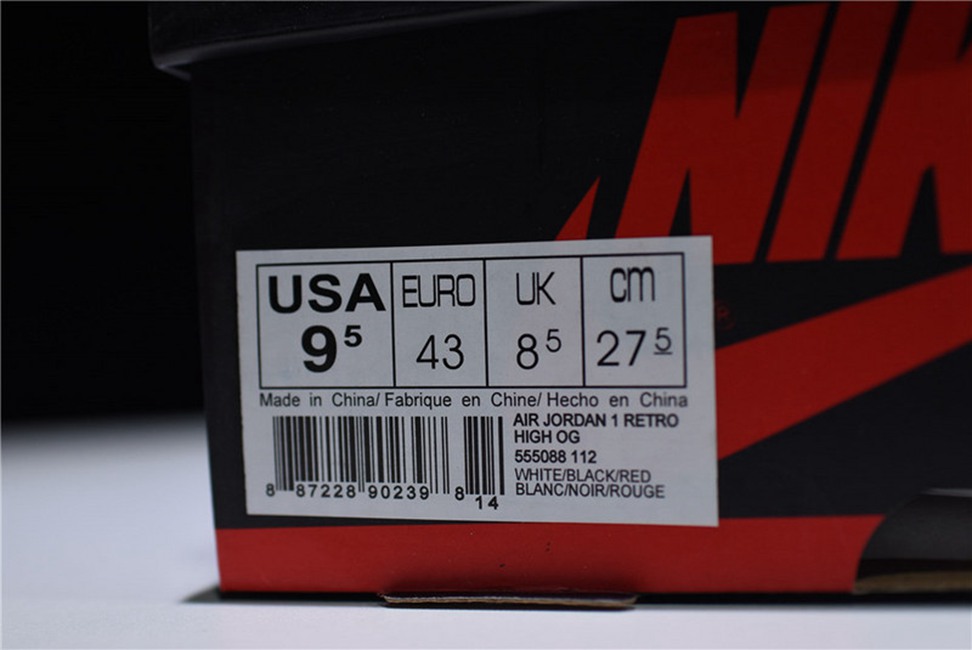 NIK
USA EURO UK cm
9⁵ 43 8⁵ 27⁵
Made in China/ Fabrique en Chine/ Hecho en China
AIR JORDAN 1 RETRO
HIGH OG
555088 112
WHITE/BLACK/RED
BLANC/NOIR/ROUGE
8 87228 90239 8 14